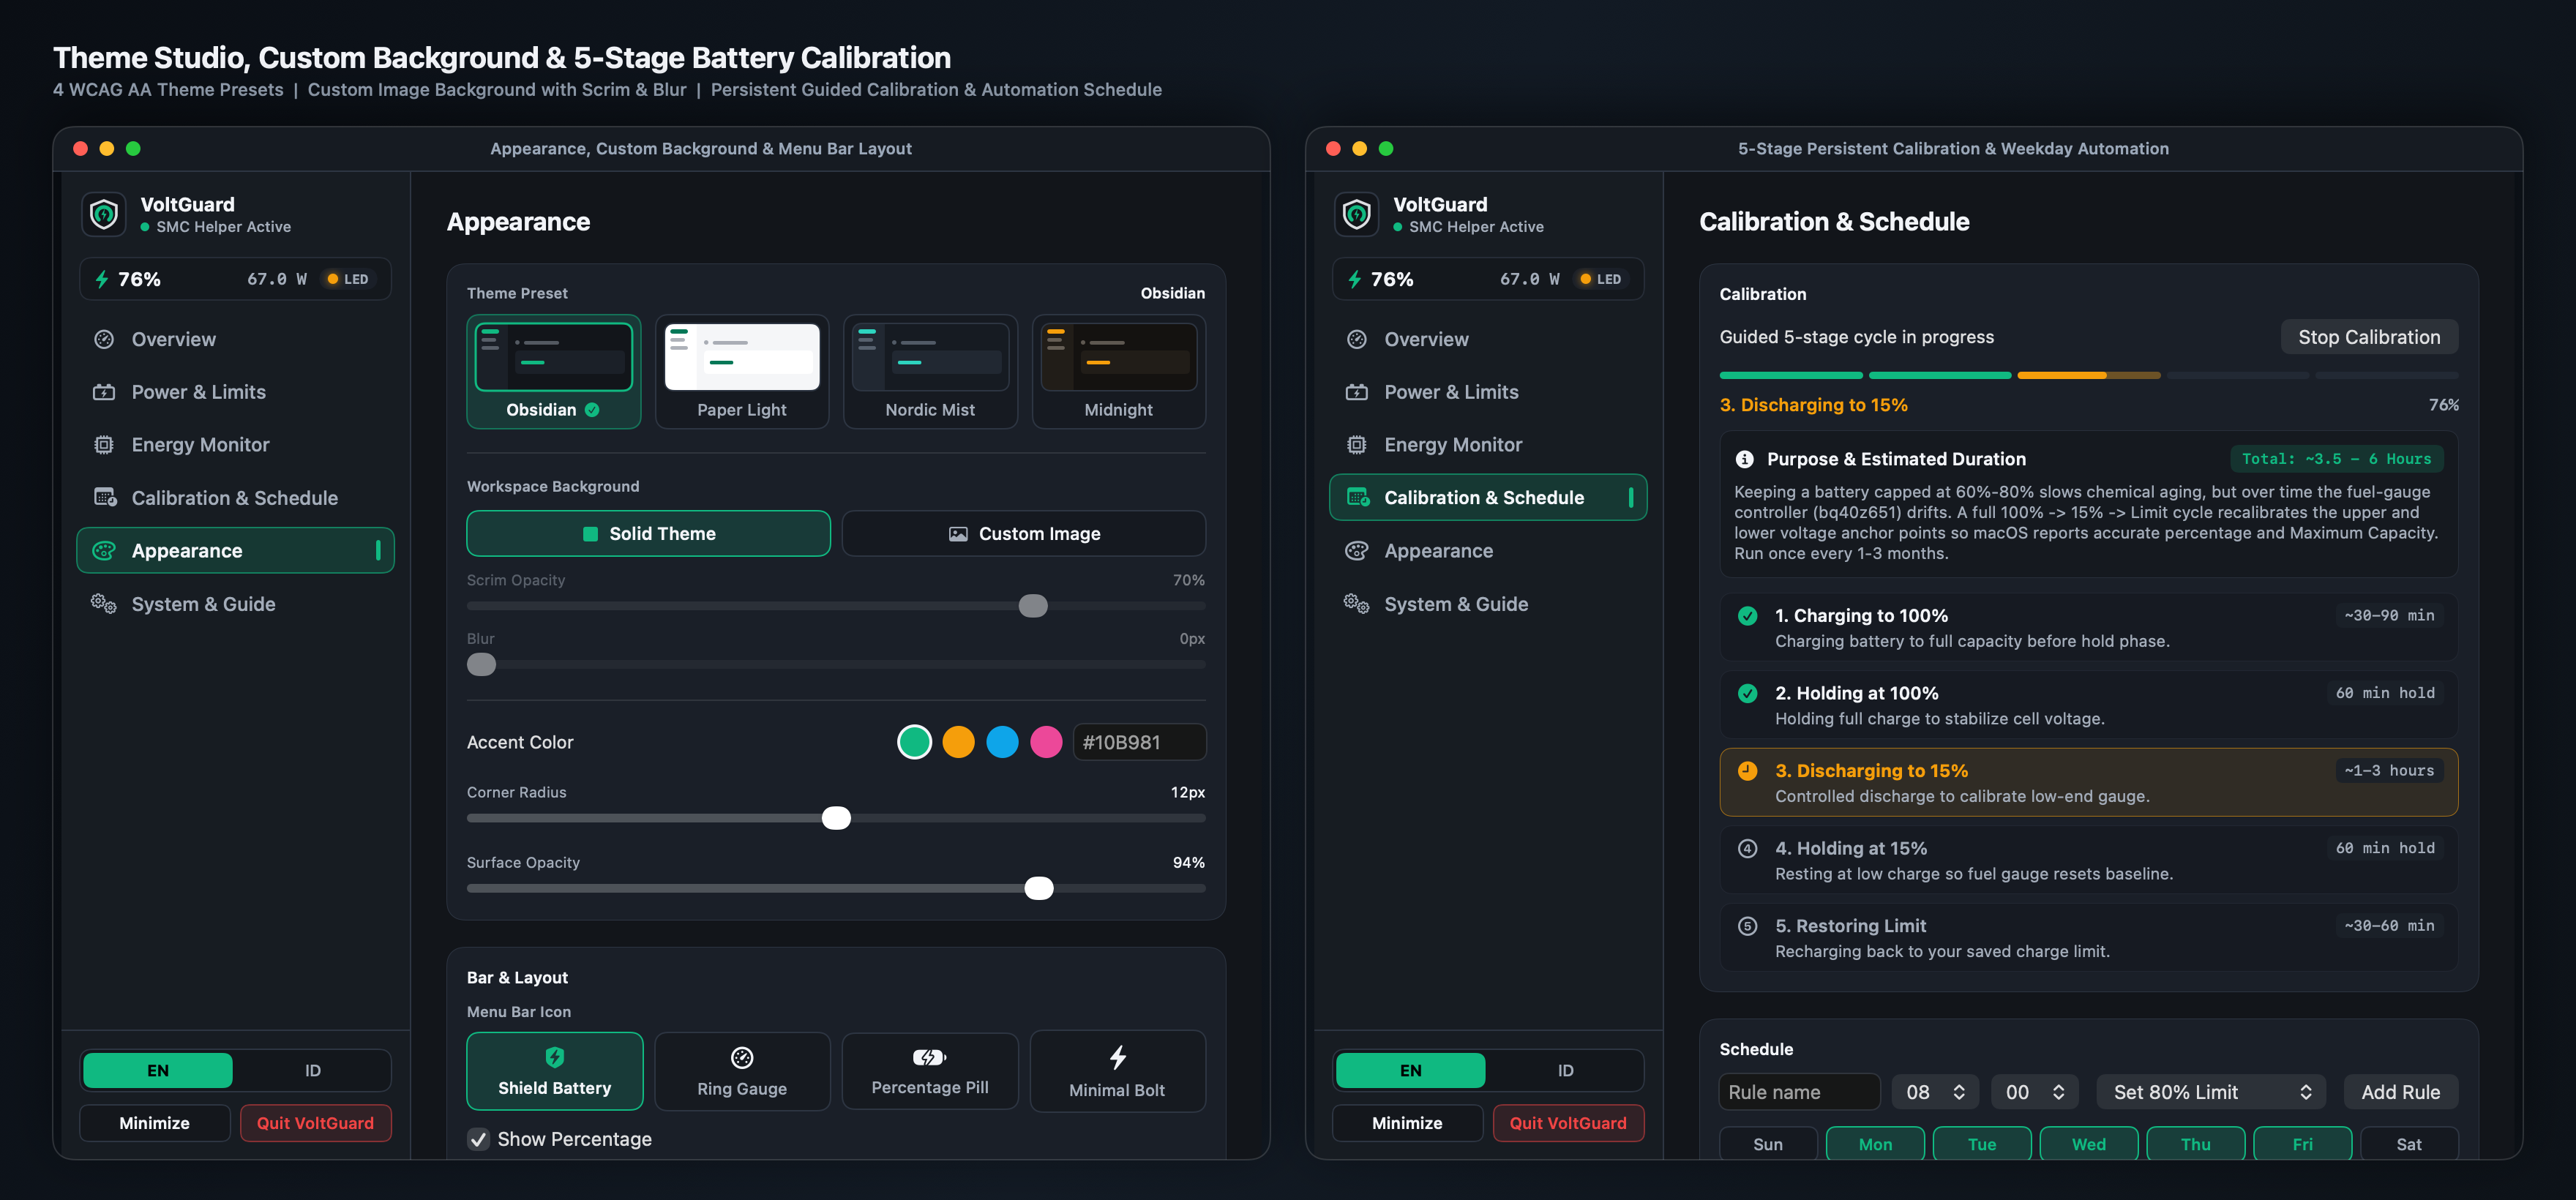 Theme Studio, Custom Background & 5-Stage Battery Calibration
4 WCAG AA Theme Presets | Custom Image Background with Scrim & Blur | Persistent Guided Calibration & Automation Schedule
Appearance, Custom Background & Menu Bar Layout
VoltGuard
SMC Helper Active
76% 67.0 W LED
Overview
Power & Limits
Energy Monitor
Calibration & Schedule
Appearance
System & Guide
EN ID
Minimize Quit VoltGuard
Appearance
Theme Preset Obsidian
Obsidian Paper Light Nordic Mist Midnight
Workspace Background
Solid Theme Custom Image
Scrim Opacity 70%
Blur 0px
Accent Color #10B981
Corner Radius 12px
Surface Opacity 94%
Bar & Layout
Menu Bar Icon
Shield Battery Ring Gauge Percentage Pill Minimal Bolt
Show Percentage
5-Stage Persistent Calibration & Weekday Automation
VoltGuard
SMC Helper Active
76% 67.0 W LED
Overview
Power & Limits
Energy Monitor
Calibration & Schedule
Appearance
System & Guide
EN ID
Minimize Quit VoltGuard
Calibration & Schedule
Calibration
Guided 5-stage cycle in progress Stop Calibration
3. Discharging to 15% 76%
Purpose & Estimated Duration Total: ~3.5 – 6 Hours
Keeping a battery capped at 60%-80% slows chemical aging, but over time the fuel-gauge
controller (bq40z651) drifts. A full 100% -> 15% -> Limit cycle recalibrates the upper and
lower voltage anchor points so macOS reports accurate percentage and Maximum Capacity.
Run once every 1-3 months.
1. Charging to 100% ~30–90 min
Charging battery to full capacity before hold phase.
2. Holding at 100% 60 min hold
Holding full charge to stabilize cell voltage.
3. Discharging to 15% ~1–3 hours
Controlled discharge to calibrate low-end gauge.
4 4. Holding at 15% 60 min hold
Resting at low charge so fuel gauge resets baseline.
5 5. Restoring Limit ~30–60 min
Recharging back to your saved charge limit.
Schedule
Rule name 08 00 Set 80% Limit Add Rule
Sun Mon Tue Wed Thu Fri Sat